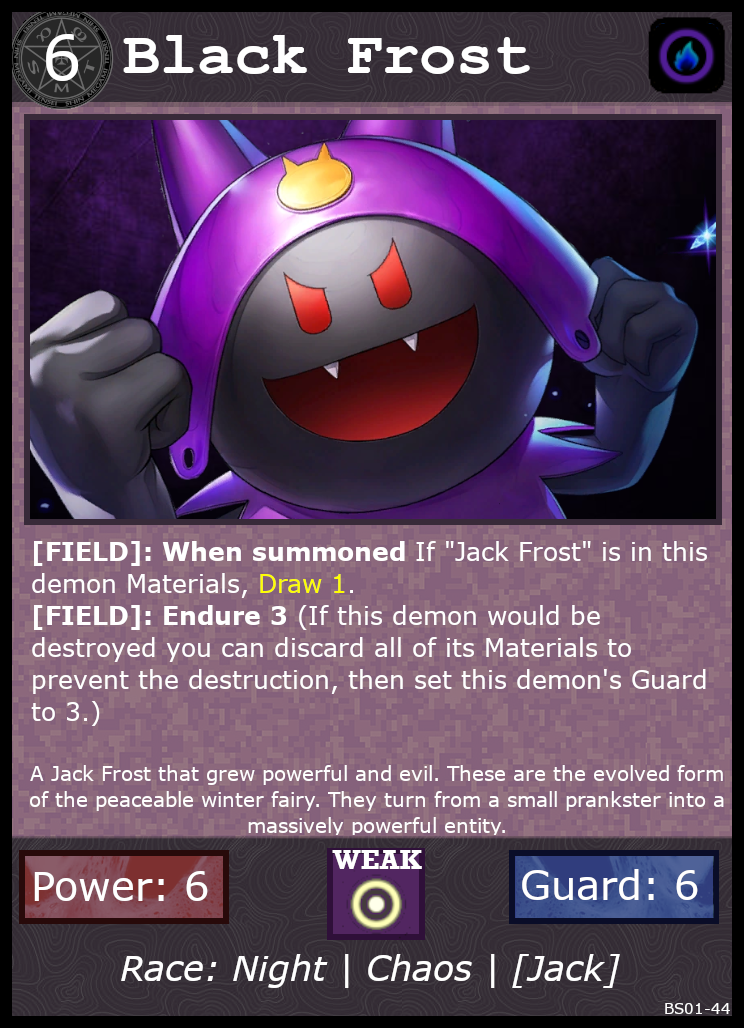 6 Black Frost
[FIELD]: When summoned If "Jack Frost" is in this
demon Materials, Draw 1.
[FIELD]: Endure 3 (If this demon would be
destroyed you can discard all of its Materials to
prevent the destruction, then set this demon's Guard
to 3.)
A Jack Frost that grew powerful and evil. These are the evolved form
of the peaceable winter fairy. They turn from a small prankster into a
massively powerful entity.
Power: 6
WEAK
Guard: 6
Race: Night | Chaos | [Jack]
BS01-44